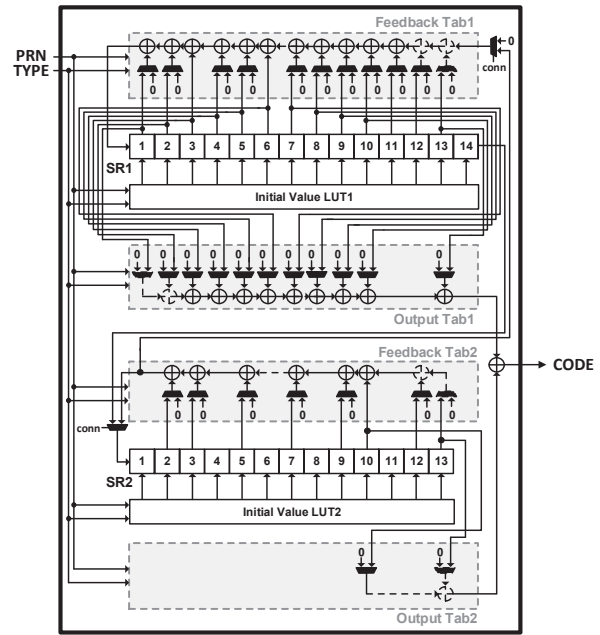 Feedback Tab1
0
conn
PRN
TYPE
0 0 0 0 0 0 0 0 0 0 0
1 2 3 4 5 6 7 8 9 10 11 12 13 14
SR1
Initial Value LUT1
0 0 0 0 0 0 0 0 0 0 0
Output Tab1
Feedback Tab2
CODE
0 0 0 0 0 0 0
conn
1 2 3 4 5 6 7 8 9 10 11 12 13
SR2
Initial Value LUT2
0 0
Output Tab2